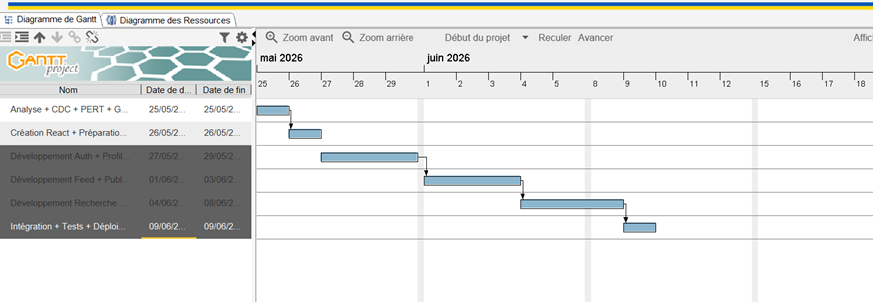 Diagramme de Gantt Diagramme des Ressources
Zoom avant Zoom arrière Début du projet Reculer Avancer Affic
GANTT
project
mai 2026 juin 2026
Nom Date de d... Date de fin
25 26 27 28 29 1 2 3 4 5 8 9 10 11 12 15 16 17 18
Analyse + CDC + PERT + G... 25/05/2... 25/05/2...
Création React + Préparatio... 26/05/2... 26/05/2...
Développement Auth + Profil... 27/05/2... 29/05/2...
Développement Feed + Publ... 01/06/2... 03/06/2...
Développement Recherche ... 04/06/2... 08/06/2...
Intégration + Tests + Déploi... 09/06/2... 09/06/2...